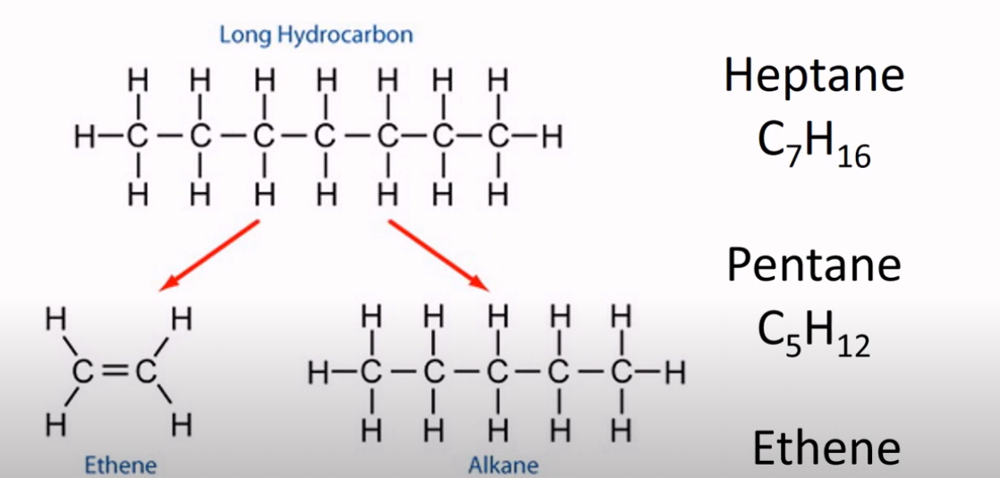 Long Hydrocarbon
H H H H H H H
H-C-C-C-C-C-C-C-H
H H H H H H H
Heptane
C₇H₁₆
H H
C=C
H H
Ethene
H H H H H
H-C-C-C-C-C-H
H H H H H
Alkane
Pentane
C₅H₁₂
Ethene